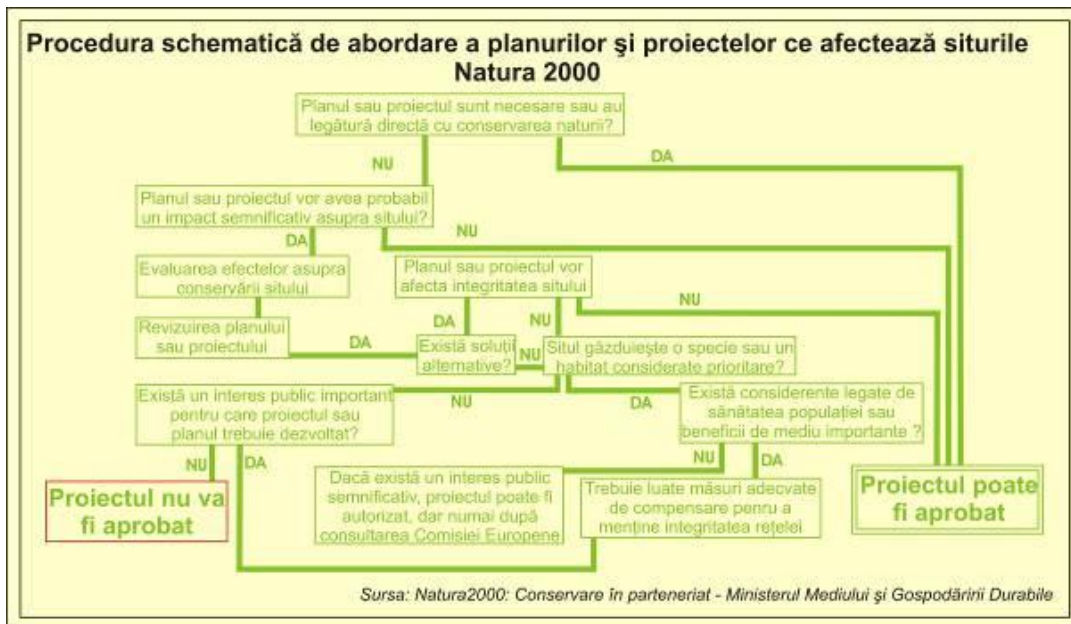 Procedura schematică de abordare a planurilor şi proiectelor ce afectează siturile
Natura 2000
Planul sau proiectul sunt necesare sau au
legătură directă cu conservarea naturii?
NU
DA
Planul sau proiectul vor avea probabil
un impact semnificativ asupra sitului?
DA
NU
Evaluarea efectelor asupra
conservării sitului
Planul sau proiectul vor
afecta integritatea sitului
NU
Revizuirea planului
sau proiectului
DA
DA
NU
Există soluţii
alternative?
NU
Situl găzduieşte o specie sau un
habitat considerate prioritare?
Există un interes public important
pentru care proiectul sau
planul trebuie dezvoltat?
NU
DA
Există considerente legate de
sănătatea populaţiei sau
beneficii de mediu importante ?
NU
DA
NU
DA
Proiectul nu va
fi aprobat
Dacă există un interes public
semnificativ, proiectul poate fi
autorizat, dar numai după
consultarea Comisiei Europene
Trebuie luate măsuri adecvate
de compensare penru a
menţine integritatea reţelei
Proiectul poate
fi aprobat
Sursa: Natura2000: Conservare în parteneriat - Ministerul Mediului şi Gospodăririi Durabile